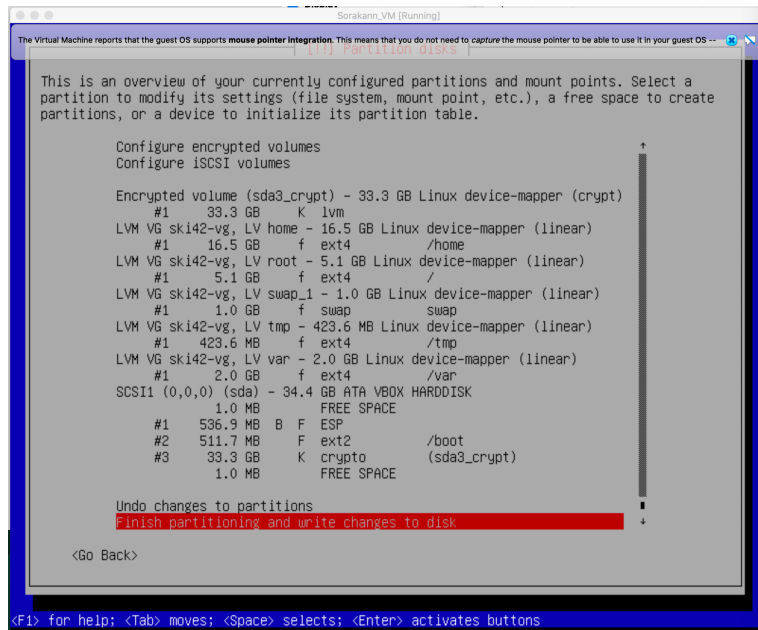 Sorakann_VM [Running]
The Virtual Machine reports that the guest OS supports mouse pointer integration. This means that you do not need to capture the mouse pointer to be able to use it in your guest OS --
[!!] Partition disks
This is an overview of your currently configured partitions and mount points. Select a
partition to modify its settings (file system, mount point, etc.), a free space to create
partitions, or a device to initialize its partition table.
Configure encrypted volumes
Configure iSCSI volumes
Encrypted volume (sda3_crypt) - 33.3 GB Linux device-mapper (crypt)
#1 33.3 GB K lvm
LVM VG ski42-vg, LV home - 16.5 GB Linux device-mapper (linear)
#1 16.5 GB f ext4 /home
LVM VG ski42-vg, LV root - 5.1 GB Linux device-mapper (linear)
#1 5.1 GB f ext4 /
LVM VG ski42-vg, LV swap_1 - 1.0 GB Linux device-mapper (linear)
#1 1.0 GB f swap swap
LVM VG ski42-vg, LV tmp - 423.6 MB Linux device-mapper (linear)
#1 423.6 MB f ext4 /tmp
LVM VG ski42-vg, LV var - 2.0 GB Linux device-mapper (linear)
#1 2.0 GB f ext4 /var
SCSI1 (0,0,0) (sda) - 34.4 GB ATA VBOX HARDDISK
1.0 MB FREE SPACE
#1 536.9 MB B F ESP
#2 511.7 MB F ext2 /boot
#3 33.3 GB K crypto (sda3_crypt)
1.0 MB FREE SPACE
Undo changes to partitions
Finish partitioning and write changes to disk
<Go Back>
<F1> for help; <Tab> moves; <Space> selects; <Enter> activates buttons